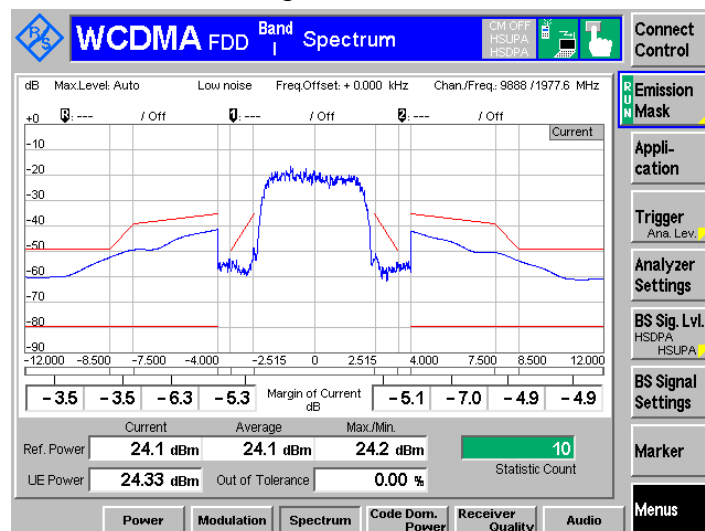 R&S WCDMA FDD Band I Spectrum CM OFF HSUPA HSDPA
Connect Control
dB Max.Level: Auto Low noise Freq.Offset: + 0.000 kHz Chan./Freq.: 9888 /1977.6 MHz
RUN Emission Mask
+0 R: --- / Off 1: --- / Off 2: --- / Off
Current
-10
Appli-
cation
-20
-30
-40
Trigger
Ana. Lev.
-50
-60
Analyzer
Settings
-70
-80
BS Sig. Lvl.
HSDPA
HSUPA
-90
-12.000 -8.500 -7.500 -4.000 -2.515 0 2.515 4.000 7.500 8.500 12.000
- 3.5 - 3.5 - 6.3 - 5.3 Margin of Current dB - 5.1 - 7.0 - 4.9 - 4.9
BS Signal
Settings
Current Average Max./Min.
Ref. Power 24.1 dBm 24.1 dBm 24.2 dBm 10
Statistic Count
Marker
UE Power 24.33 dBm Out of Tolerance 0.00 %
Menus
Power Modulation Spectrum Code Dom. Power Receiver Quality Audio